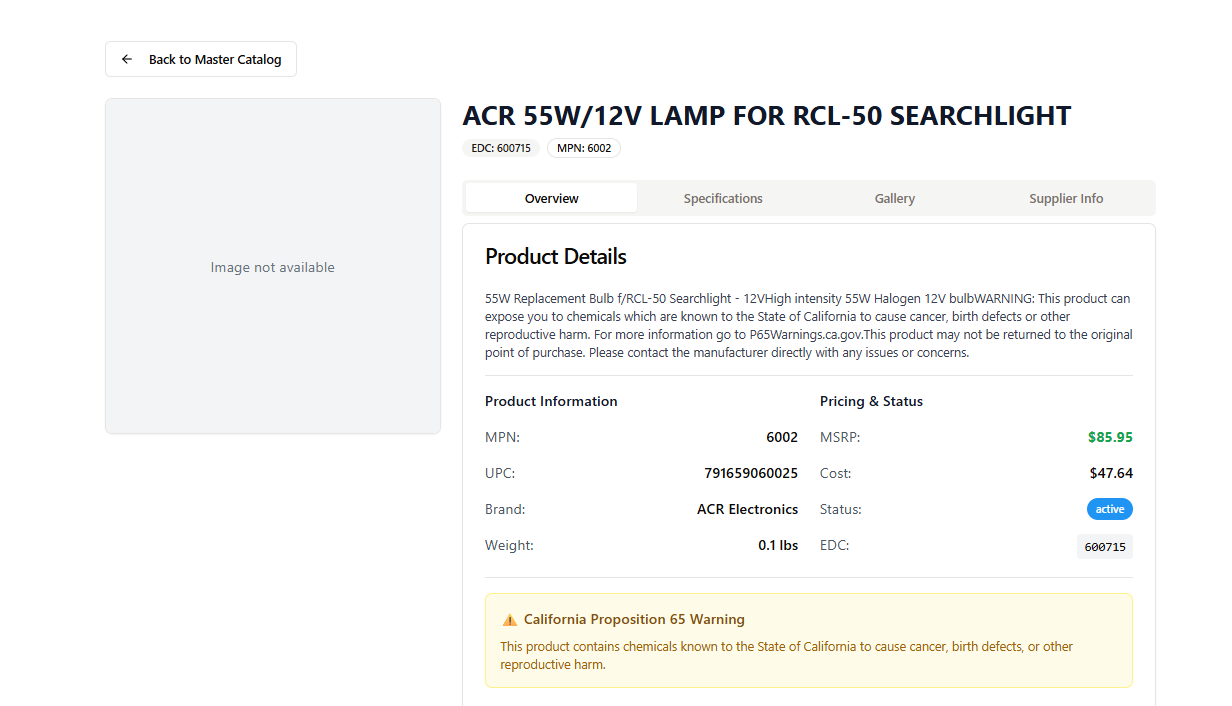 Back to Master Catalog
Image not available
ACR 55W/12V LAMP FOR RCL-50 SEARCHLIGHT
EDC: 600715 MPN: 6002
Overview Specifications Gallery Supplier Info
Product Details
55W Replacement Bulb f/RCL-50 Searchlight - 12VHigh intensity 55W Halogen 12V bulbWARNING: This product can
expose you to chemicals which are known to the State of California to cause cancer, birth defects or other
reproductive harm. For more information go to P65Warnings.ca.gov.This product may not be returned to the original
point of purchase. Please contact the manufacturer directly with any issues or concerns.
Product Information
MPN: 6002
UPC: 791659060025
Brand: ACR Electronics
Weight: 0.1 lbs
Pricing & Status
MSRP: $85.95
Cost: $47.64
Status: active
EDC: 600715
California Proposition 65 Warning
This product contains chemicals known to the State of California to cause cancer, birth defects, or other
reproductive harm.